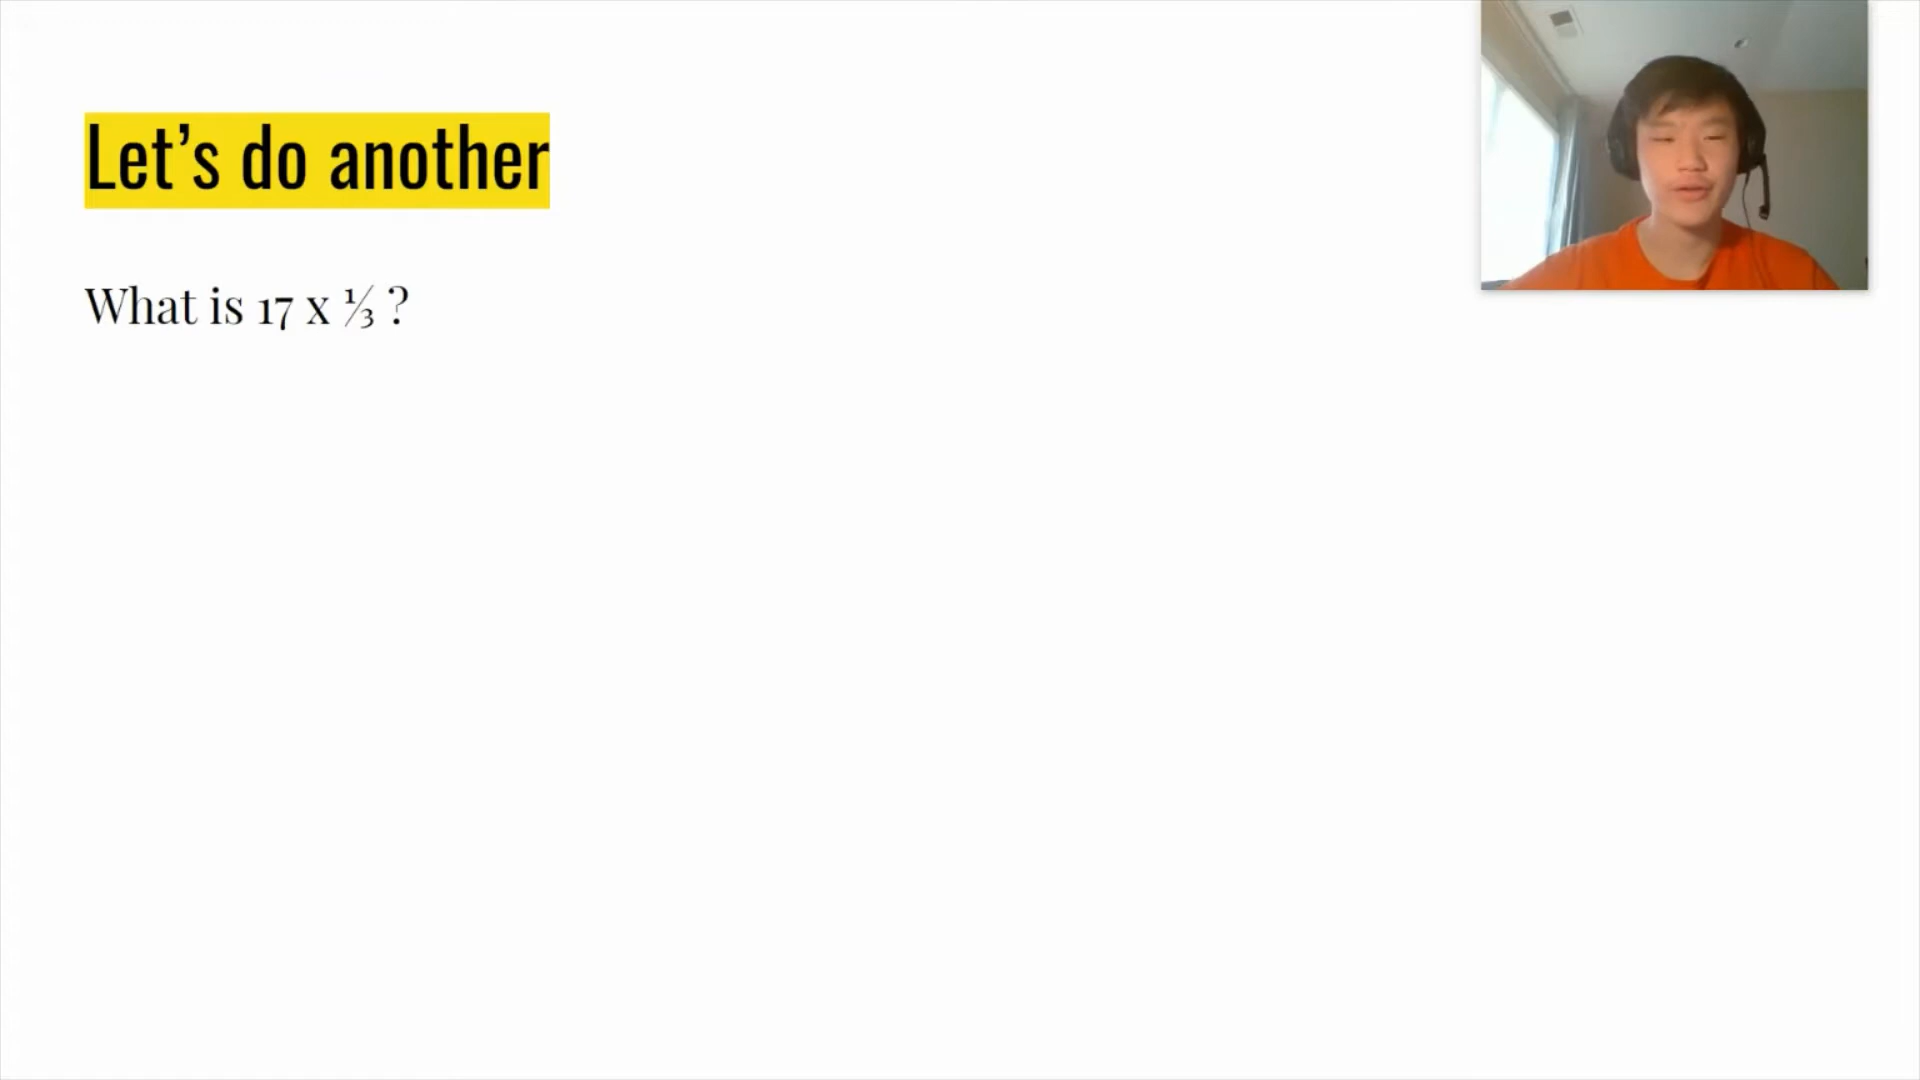 Let’s do another
What is 17 x ⅓ ?